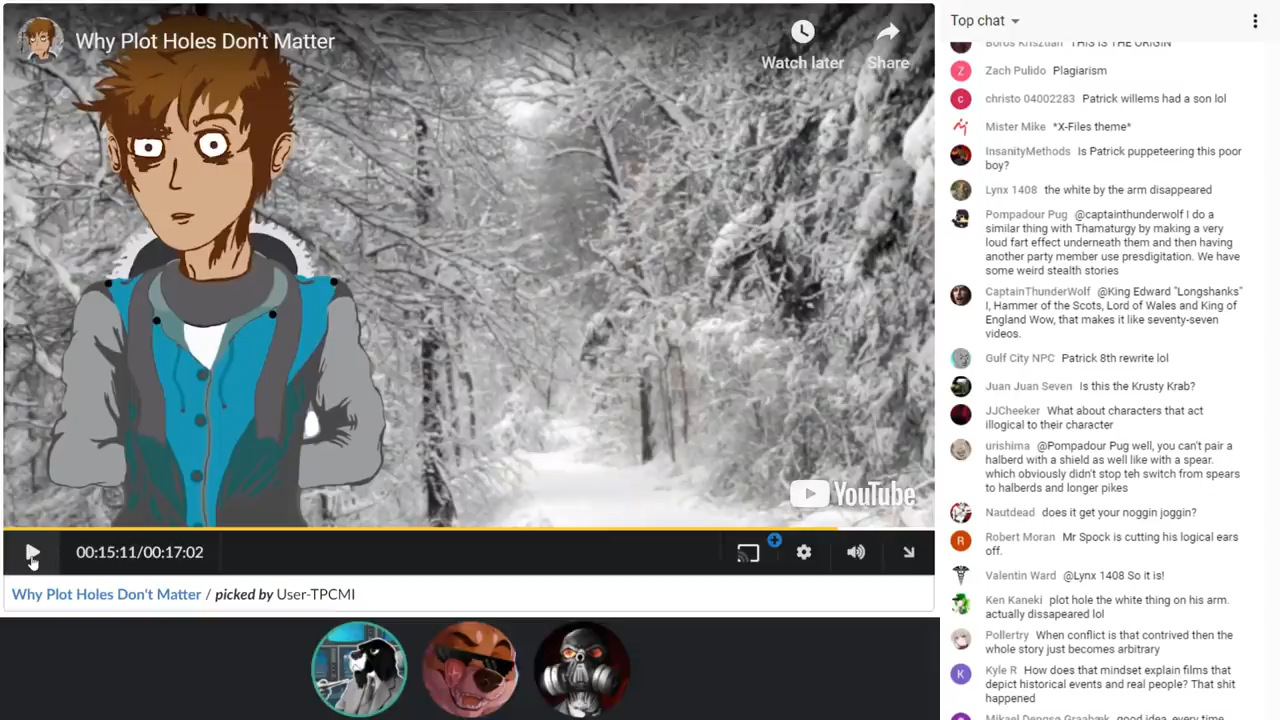 Why Plot Holes Don't Matter
Watch later
Share
YouTube
00:15:11/00:17:02
Why Plot Holes Don't Matter / picked by User-TPCMI
Top chat
Boros Krisztian THIS IS THE ORIGIN
Z Zach Pulido Plagiarism
c christo 04002283 Patrick willems had a son lol
Mister Mike *X-Files theme*
InsanityMethods Is Patrick puppeteering this poor
boy?
Lynx 1408 the white by the arm disappeared
Pompadour Pug @captainthunderwolf I do a
similar thing with Thamaturgy by making a very
loud fart effect underneath them and then having
another party member use presdigitation. We have
some weird stealth stories
CaptainThunderWolf @King Edward "Longshanks"
I, Hammer of the Scots, Lord of Wales and King of
England Wow, that makes it like seventy-seven
videos.
Gulf City NPC Patrick 8th rewrite lol
Juan Juan Seven Is this the Krusty Krab?
JJCheeker What about characters that act
illogical to their character
urishima @Pompadour Pug well, you can't pair a
halberd with a shield as well like with a spear.
which obviously didn't stop teh switch from spears
to halberds and longer pikes
Nautdead does it get your noggin joggin?
R Robert Moran Mr Spock is cutting his logical ears
off.
Valentin Ward @Lynx 1408 So it is!
Ken Kaneki plot hole the white thing on his arm.
actually dissapeared lol
Pollertry When conflict is that contrived then the
whole story just becomes arbitrary
K Kyle R How does that mindset explain films that
depict historical events and real people? That shit
happened
good idea, every time